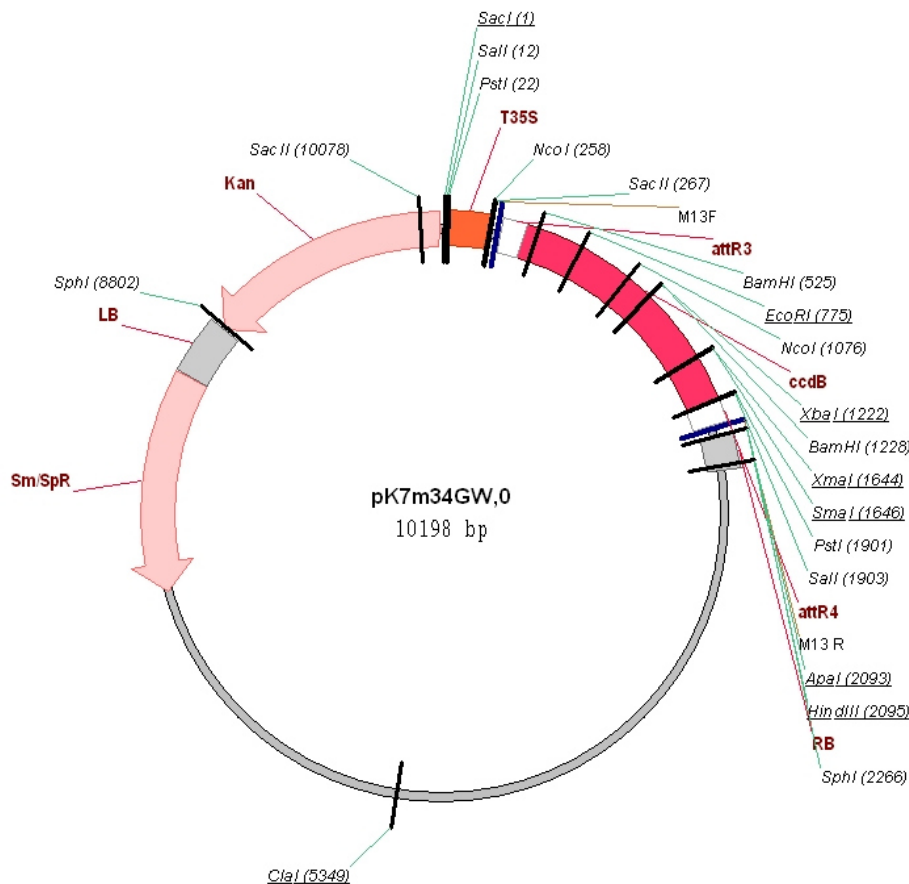 SacI (1)
SalI (12)
PstI (22)
T35S
NcoI (258)
SacII (267)
M13F
attR3
BamHI (525)
EcoRI (775)
NcoI (1076)
ccdB
XbaI (1222)
BamHI (1228)
XmaI (1644)
SmaI (1646)
PstI (1901)
SalI (1903)
attR4
M13 R
ApaI (2093)
HindIII (2095)
RB
SphI (2266)
ClaI (5349)
Sm/SpR
LB
SphI (8802)
Kan
SacII (10078)
pK7m34GW,0
10198 bp